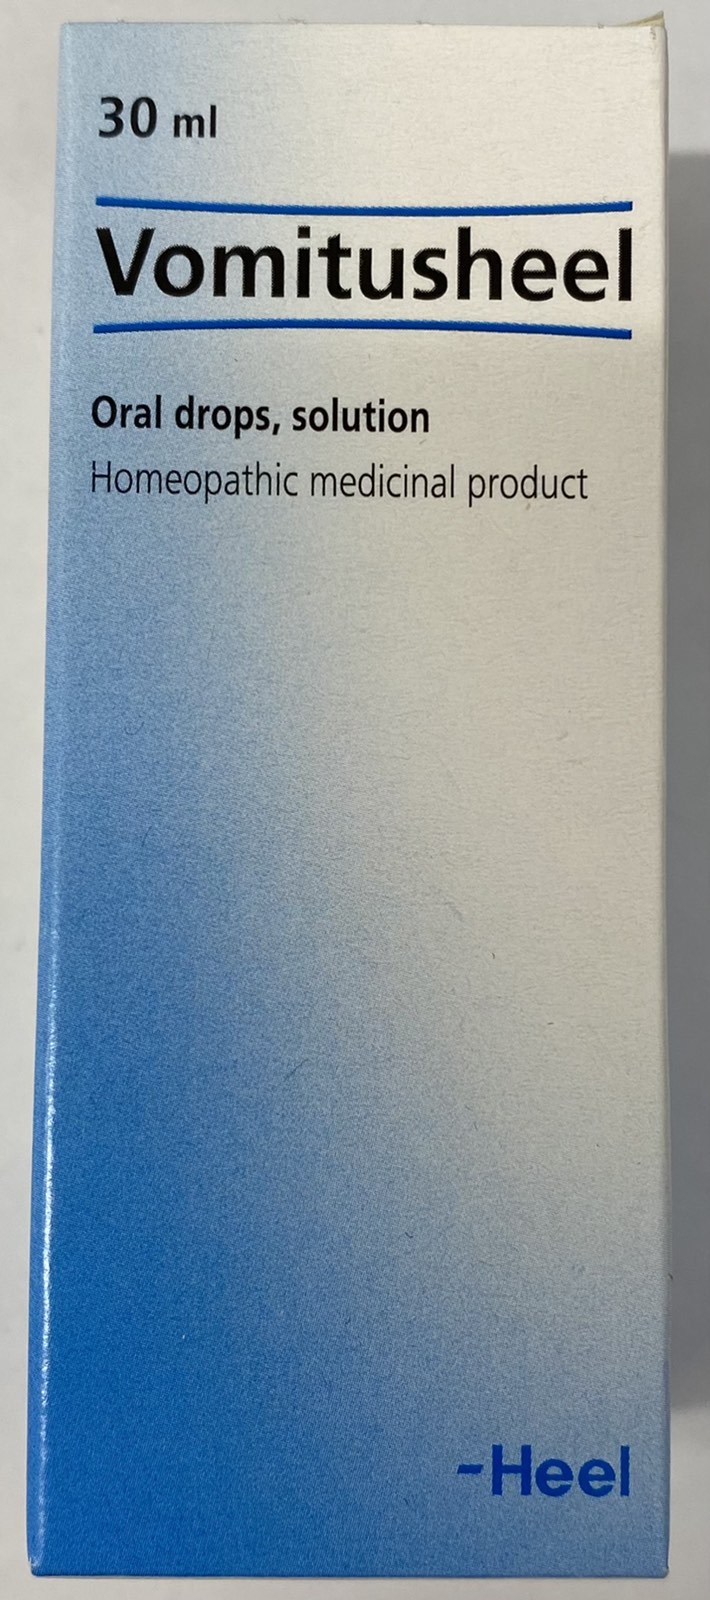 30 ml
Vomitusheel
Oral drops, solution
Homeopathic medicinal product
-Heel